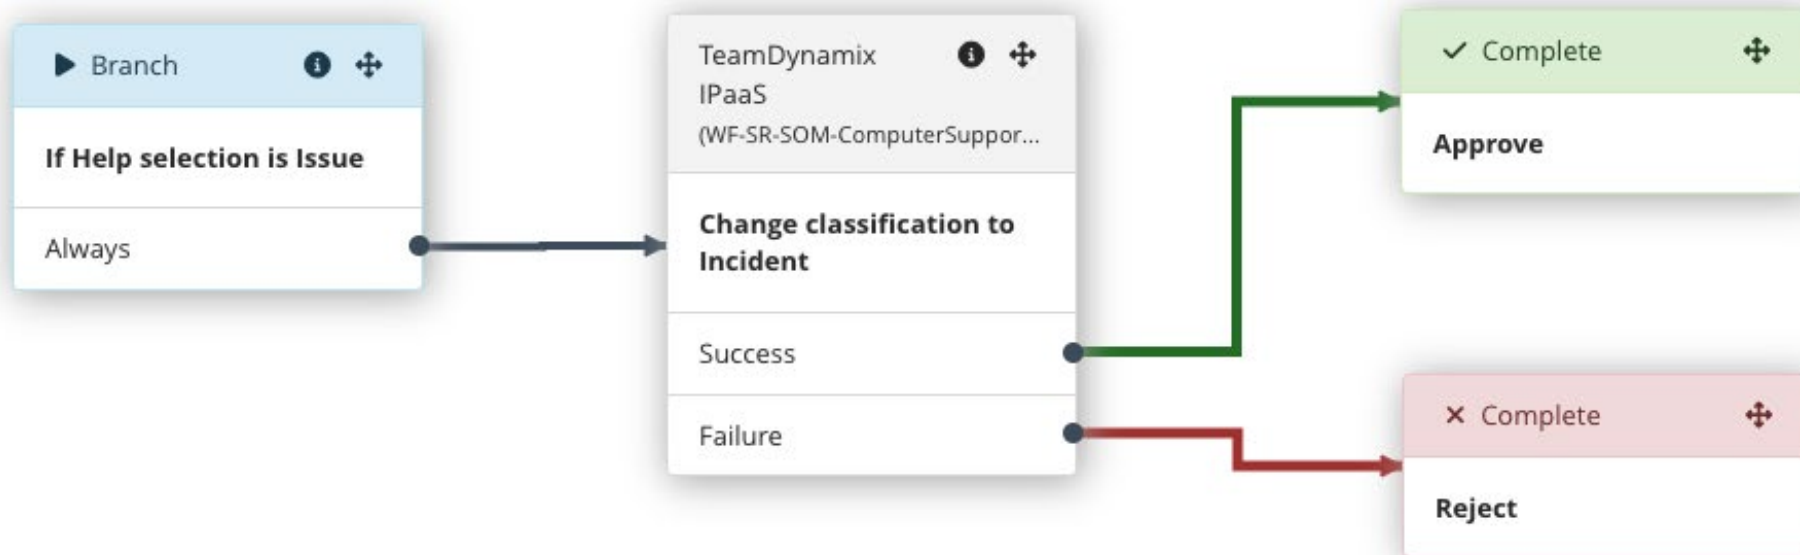 Branch
If Help selection is Issue
Always
TeamDynamix
IPaaS
(WF-SR-SOM-ComputerSuppor...
Change classification to
Incident
Success
Failure
Complete
Approve
Complete
Reject